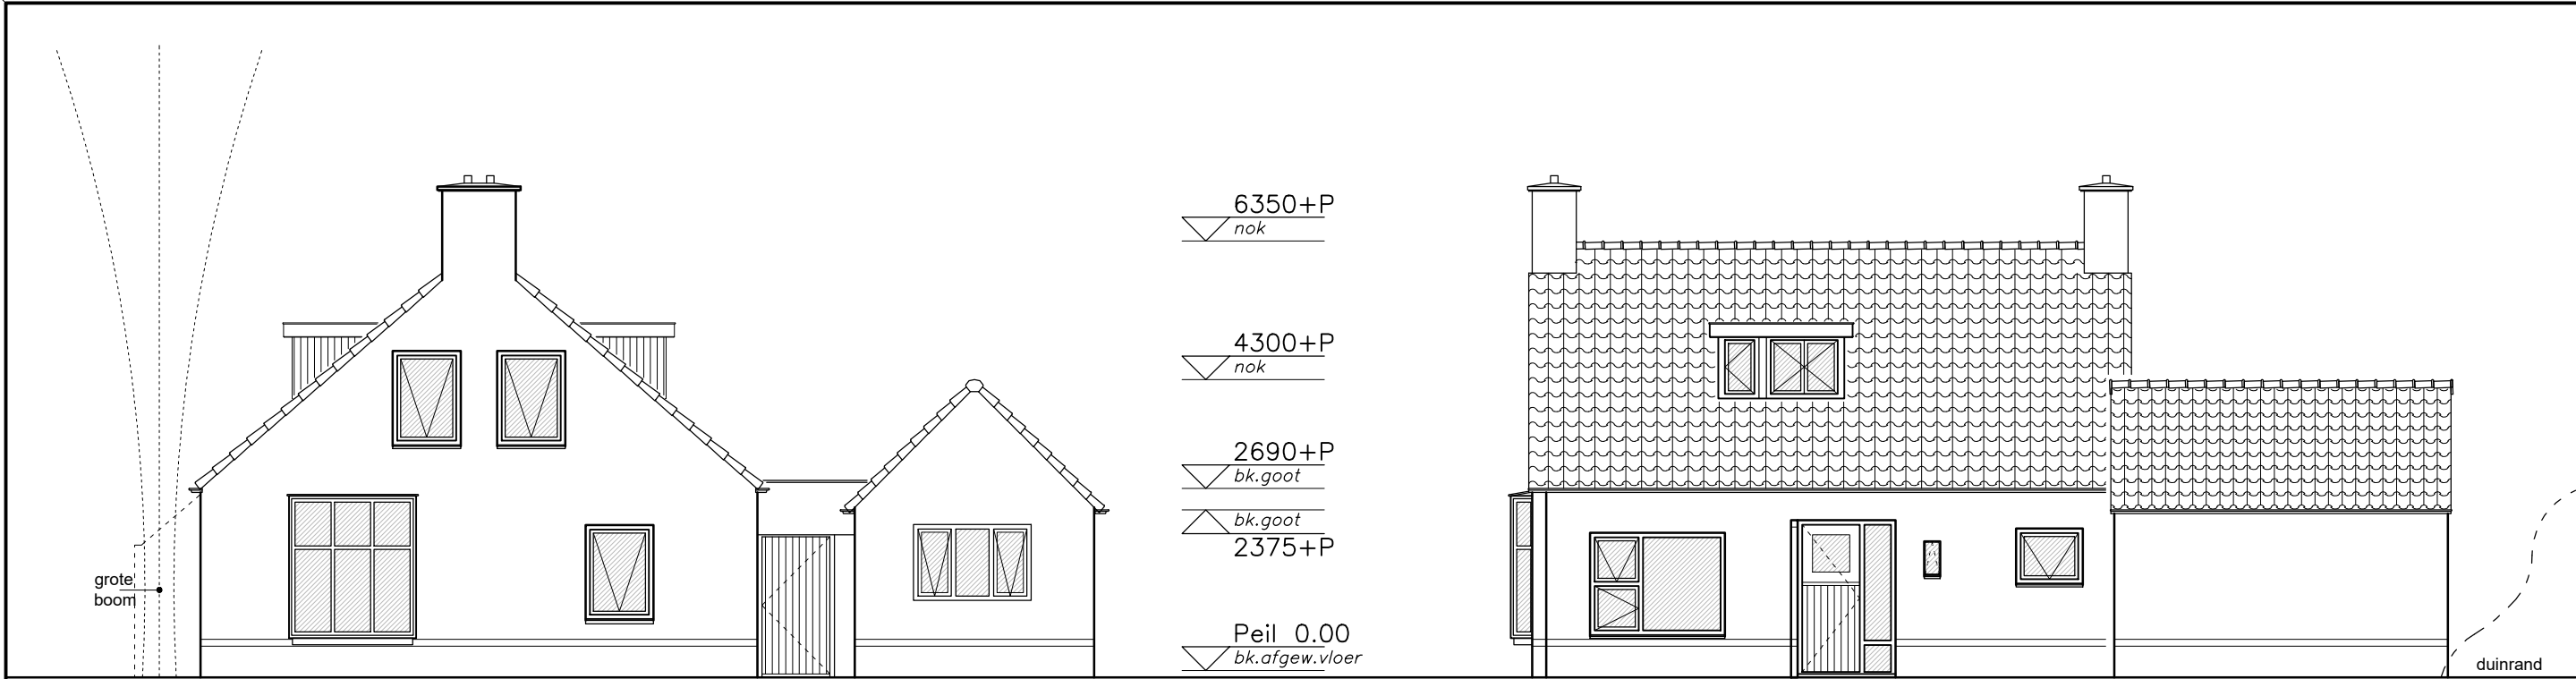 grote
boom
6350+P
nok
4300+P
nok
2690+P
bk.goot
bk.goot
2375+P
Peil 0.00
bk.afgew.vloer
duinrand